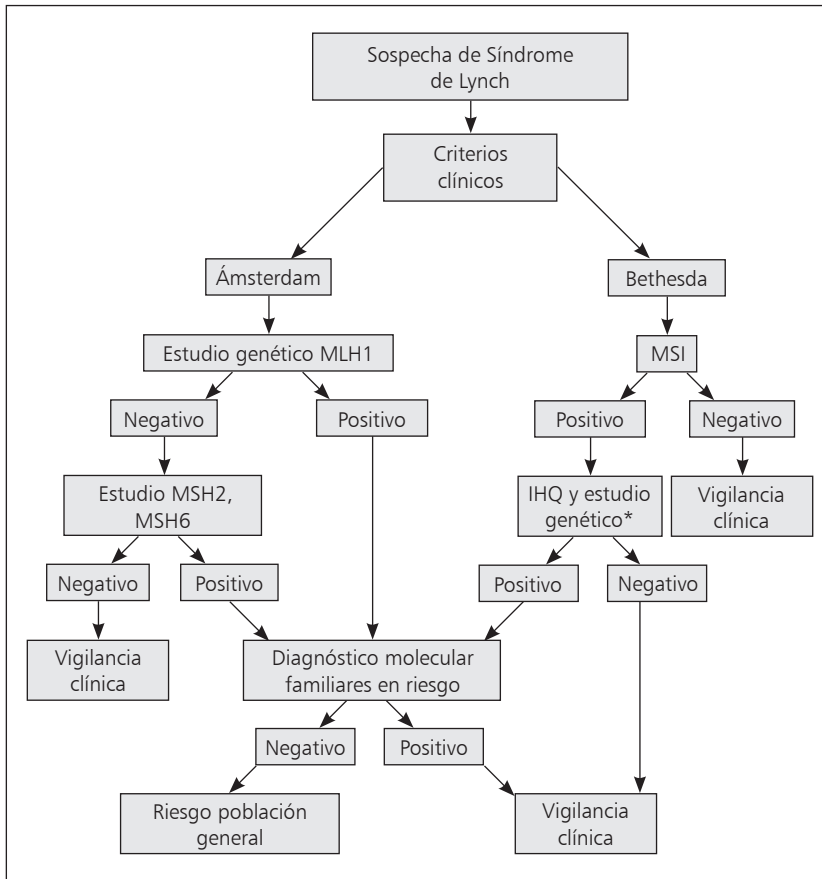 Sospecha de Síndrome
de Lynch
Criterios
clínicos
Ámsterdam
Bethesda
Estudio genético MLH1
MSI
Negativo
Positivo
Positivo
Negativo
Estudio MSH2,
MSH6
IHQ y estudio
genético*
Vigilancia
clínica
Negativo
Positivo
Positivo
Negativo
Vigilancia
clínica
Diagnóstico molecular
familiares en riesgo
Negativo
Positivo
Riesgo población
general
Vigilancia
clínica